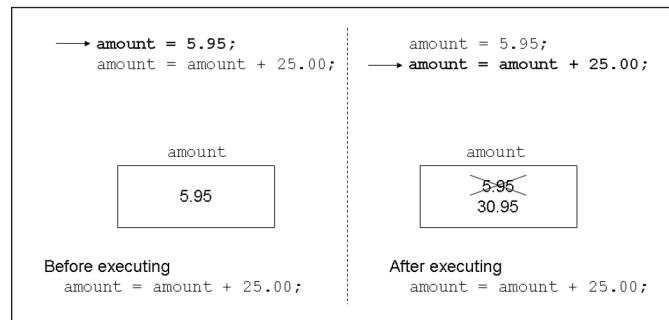 amount = 5.95;
amount = amount + 25.00;
amount
5.95
Before executing
amount = amount + 25.00;
amount = 5.95;
amount = amount + 25.00;
amount
5.95
30.95
After executing
amount = amount + 25.00;